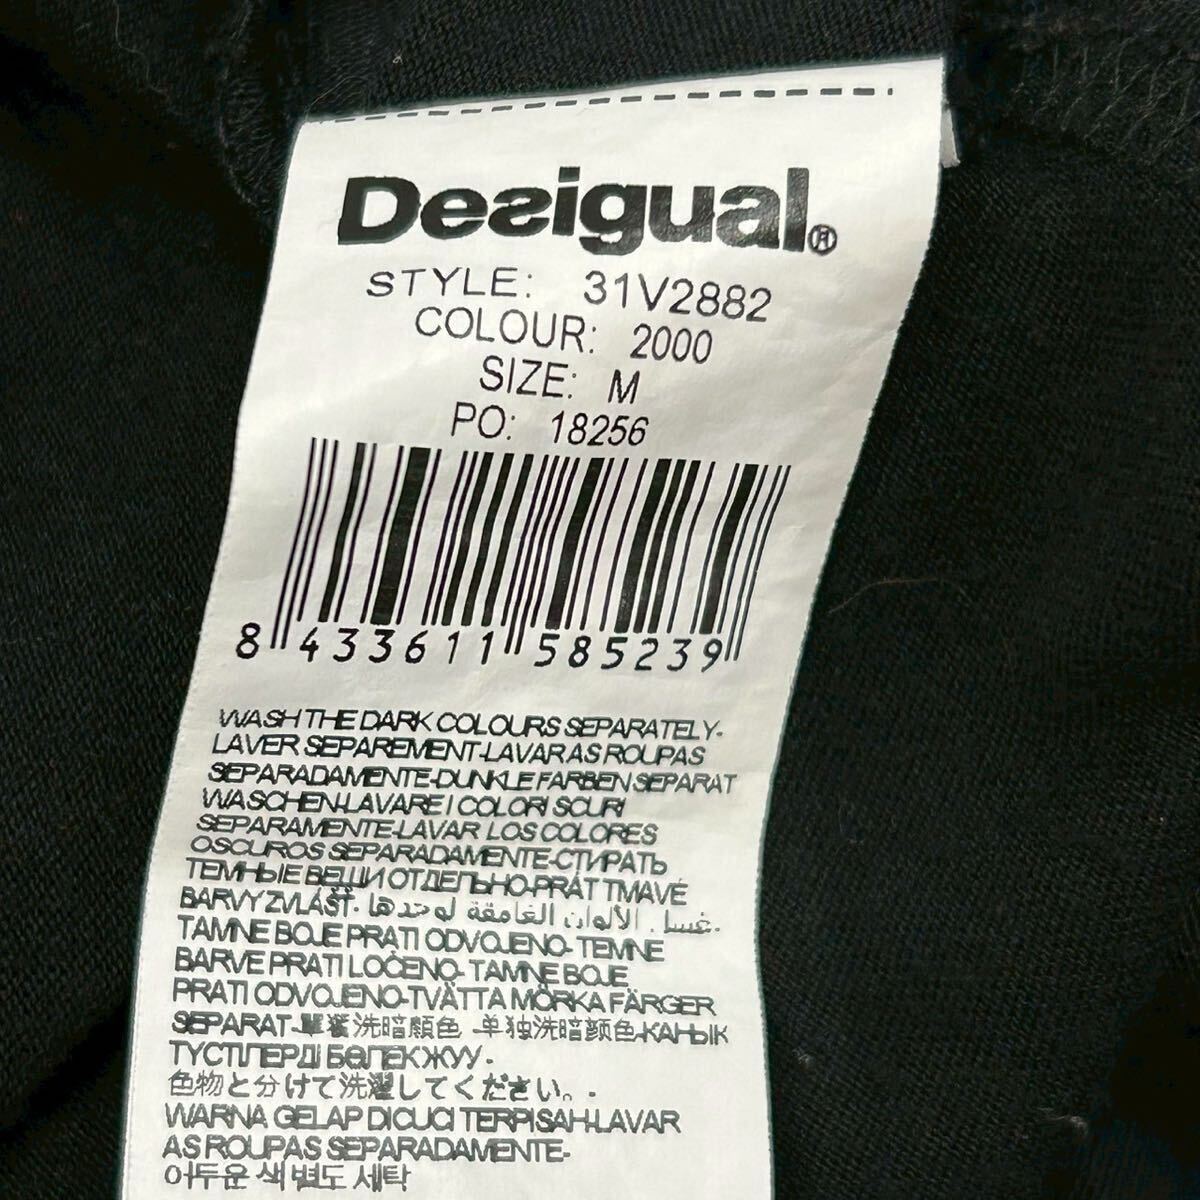 Desigual®
STYLE: 31V2882
COLOUR: 2000
SIZE: M
PO: 18256
8 433611 585239
WASH THE DARK COLOURS SEPARATELY-
LAVER SEPAREMENT-LAVAR AS ROUPAS
SEPARADAMENTE-DUNKLE FARBEN SEPARAT
WASCHEN-LAVARE I COLORI SCURI
SEPARAMENTE-LAVAR LOS COLORES
OSCUROS SEPARADAMENTE-СТИРАТЬ
ТЕМНЫЕ ВЕЩИ ОТДЕЛЬНО-PRÁT TMAVÉ
BARVY ZVLÁŠT- غسل الألوان الغامقة لوحدها.-
TAMNE BOJE PRATI ODVOJENO- TEMNE
BARVE PRATI LOČENO- TAMNE BOJE
PRATI ODVOJENO-TVÄTTA MÖRKA FÄRGER
SEPARAT-單獨洗暗顏色 -单独洗暗颜色-КАНЫК
ТҮСТІЛЕРДІ БӨЛЕК ЖУУ-
色物と分けて洗濯してください。-
WARNA GELAP DICUCI TERPISAH-LAVAR
AS ROUPAS SEPARADAMENTE-
어두운 색 별도 세탁